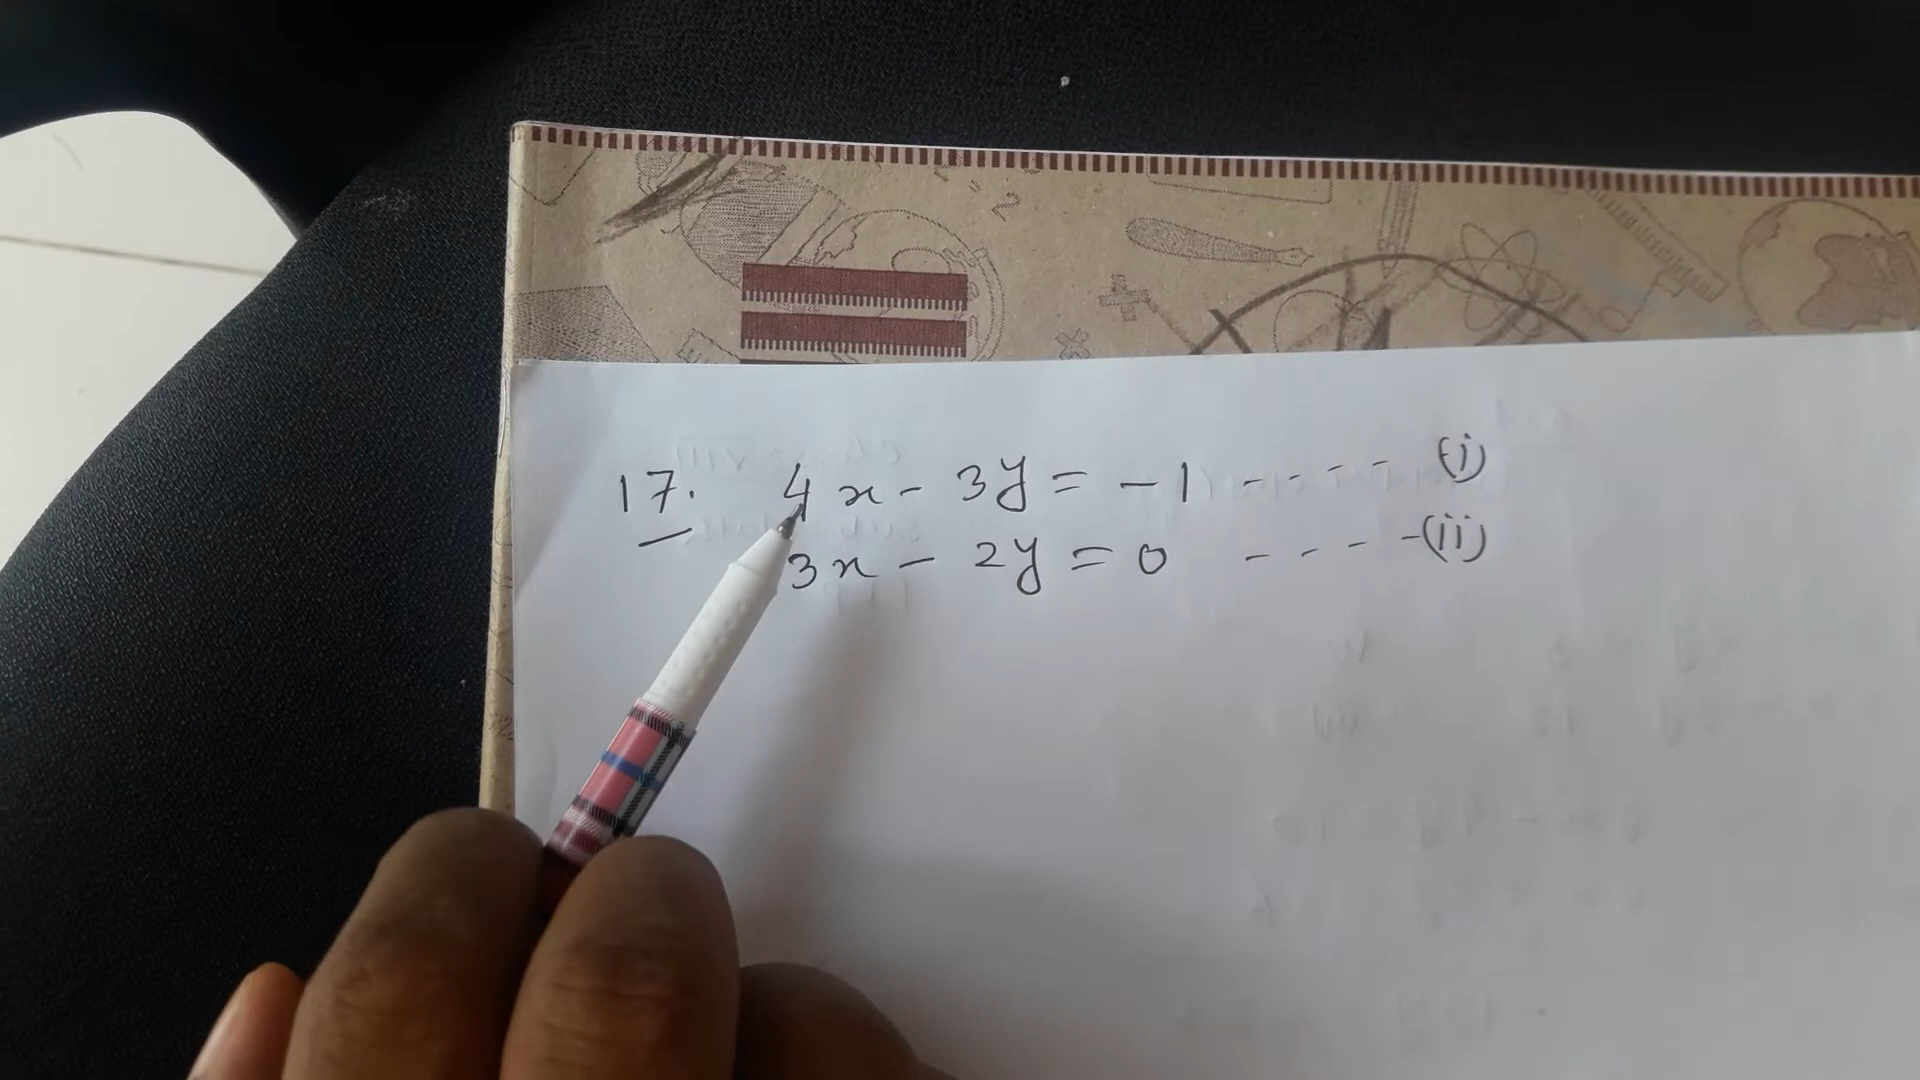 17. 4x - 3y = -1 - - - - - (i)
3x - 2y = 0 - - - - (ii)